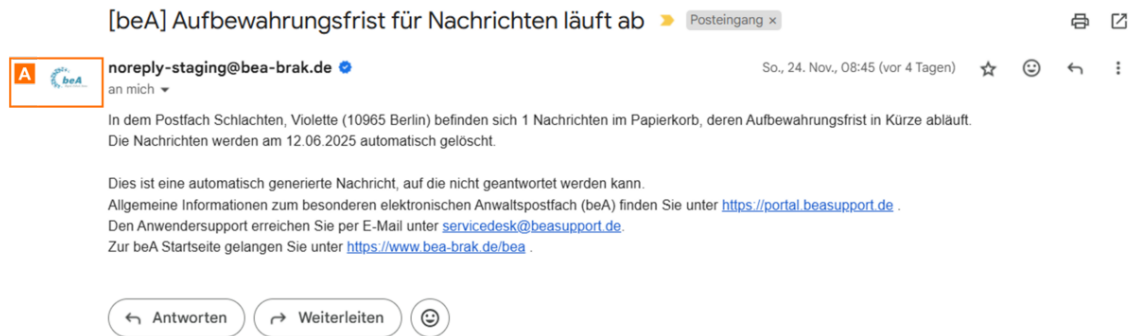 [beA] Aufbewahrungsfrist für Nachrichten läuft ab Posteingang ×
A beA noreply-staging@bea-brak.de So., 24. Nov., 08:45 (vor 4 Tagen)
an mich
In dem Postfach Schlachten, Violette (10965 Berlin) befinden sich 1 Nachrichten im Papierkorb, deren Aufbewahrungsfrist in Kürze abläuft.
Die Nachrichten werden am 12.06.2025 automatisch gelöscht.
Dies ist eine automatisch generierte Nachricht, auf die nicht geantwortet werden kann.
Allgemeine Informationen zum besonderen elektronischen Anwaltspostfach (beA) finden Sie unter https://portal.beasupport.de .
Den Anwendersupport erreichen Sie per E-Mail unter servicedesk@beasupport.de.
Zur beA Startseite gelangen Sie unter https://www.bea-brak.de/bea .
Antworten Weiterleiten